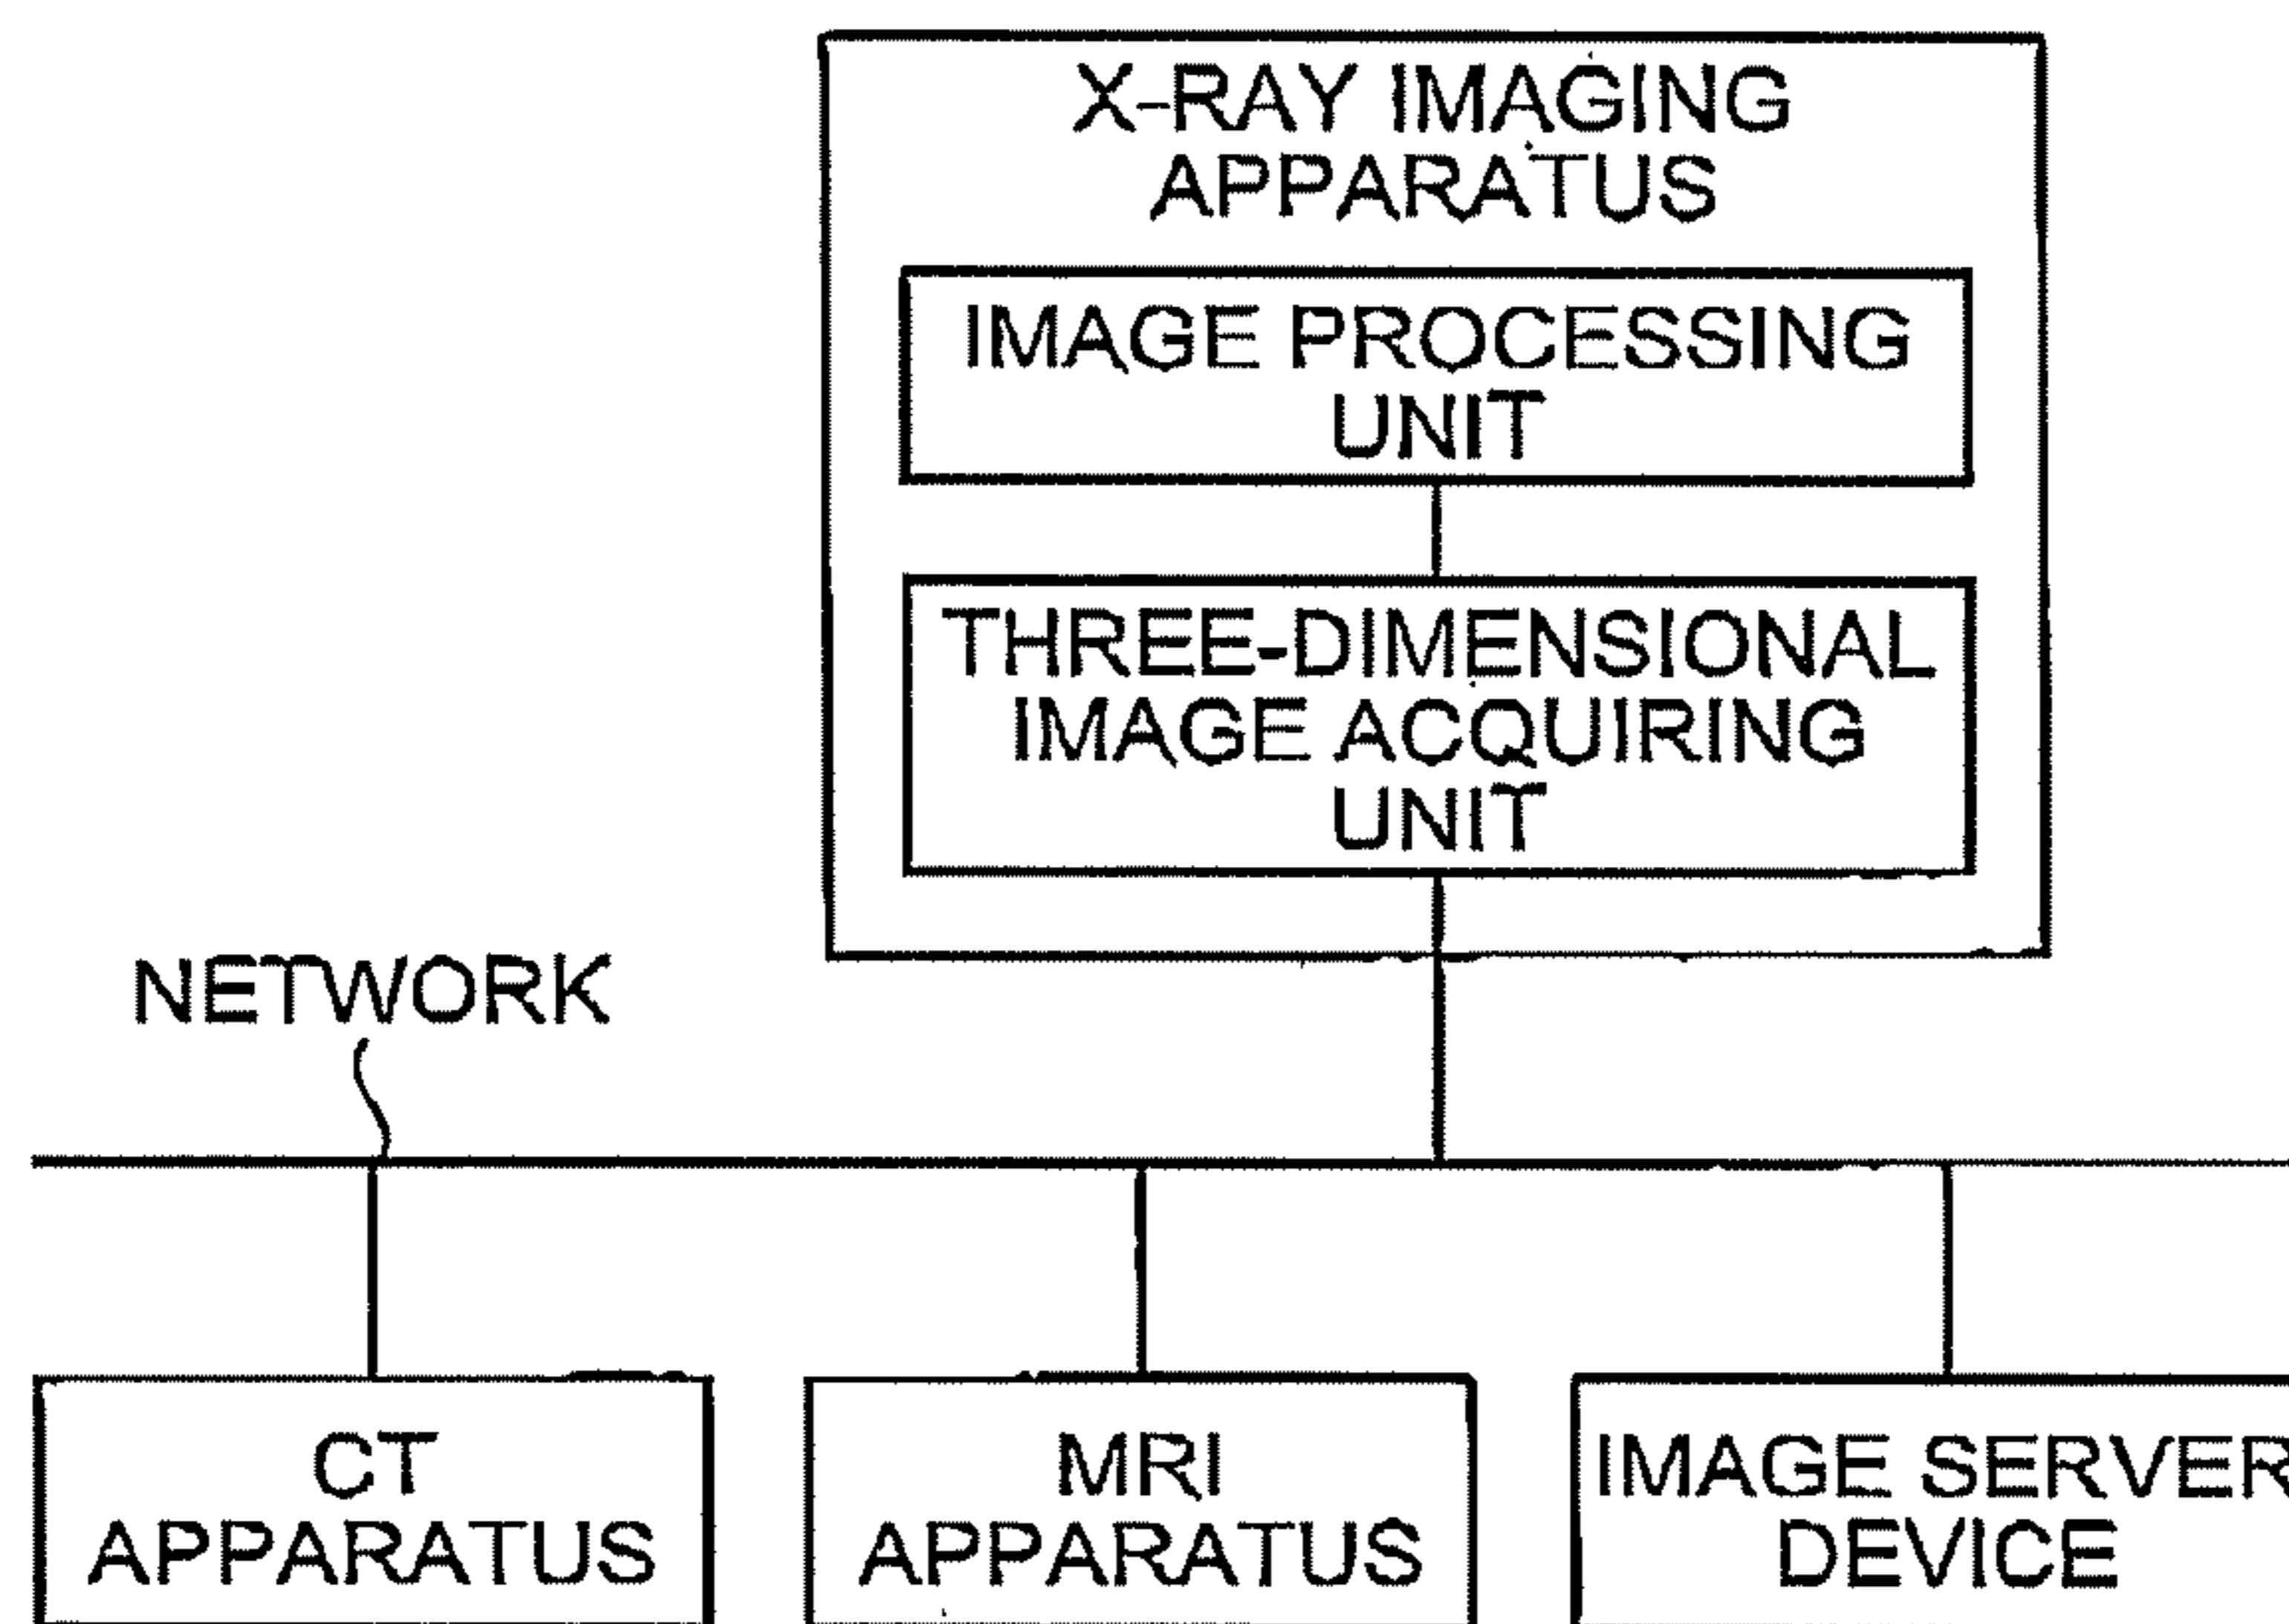 X-RAY IMAGING
APPARATUS
IMAGE PROCESSING
UNIT
THREE-DIMENSIONAL
IMAGE ACQUIRING
UNIT
NETWORK
CT
APPARATUS
MRI
APPARATUS
IMAGE SERVER
DEVICE